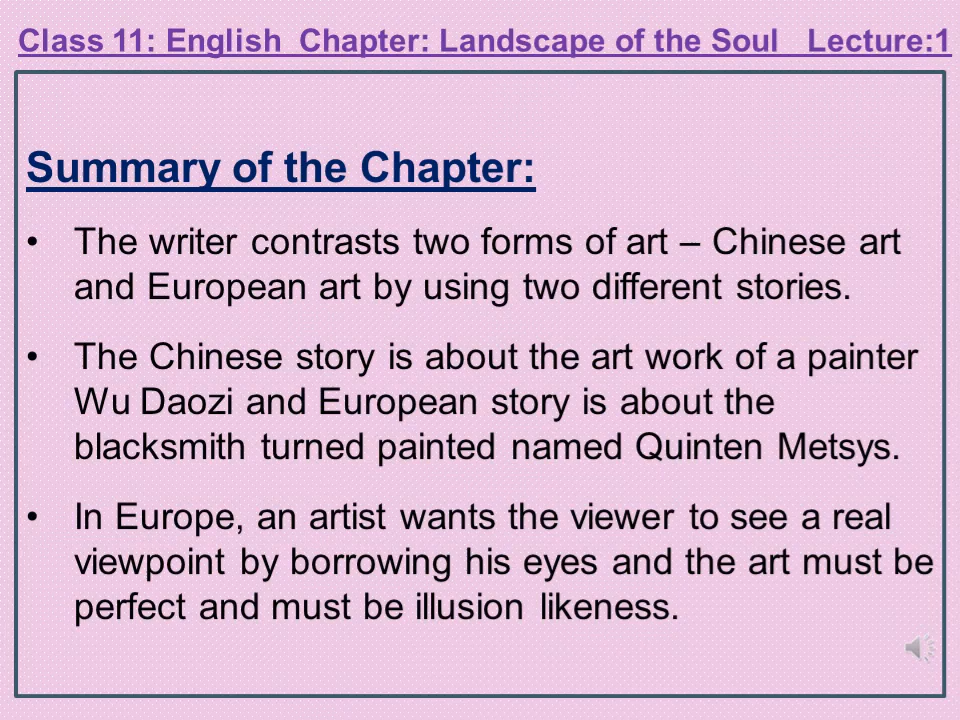 Class 11: English  Chapter: Landscape of the Soul   Lecture:1
Summary of the Chapter:
• The writer contrasts two forms of art – Chinese art
and European art by using two different stories.
• The Chinese story is about the art work of a painter
Wu Daozi and European story is about the
blacksmith turned painted named Quinten Metsys.
• In Europe, an artist wants the viewer to see a real
viewpoint by borrowing his eyes and the art must be
perfect and must be illusion likeness.